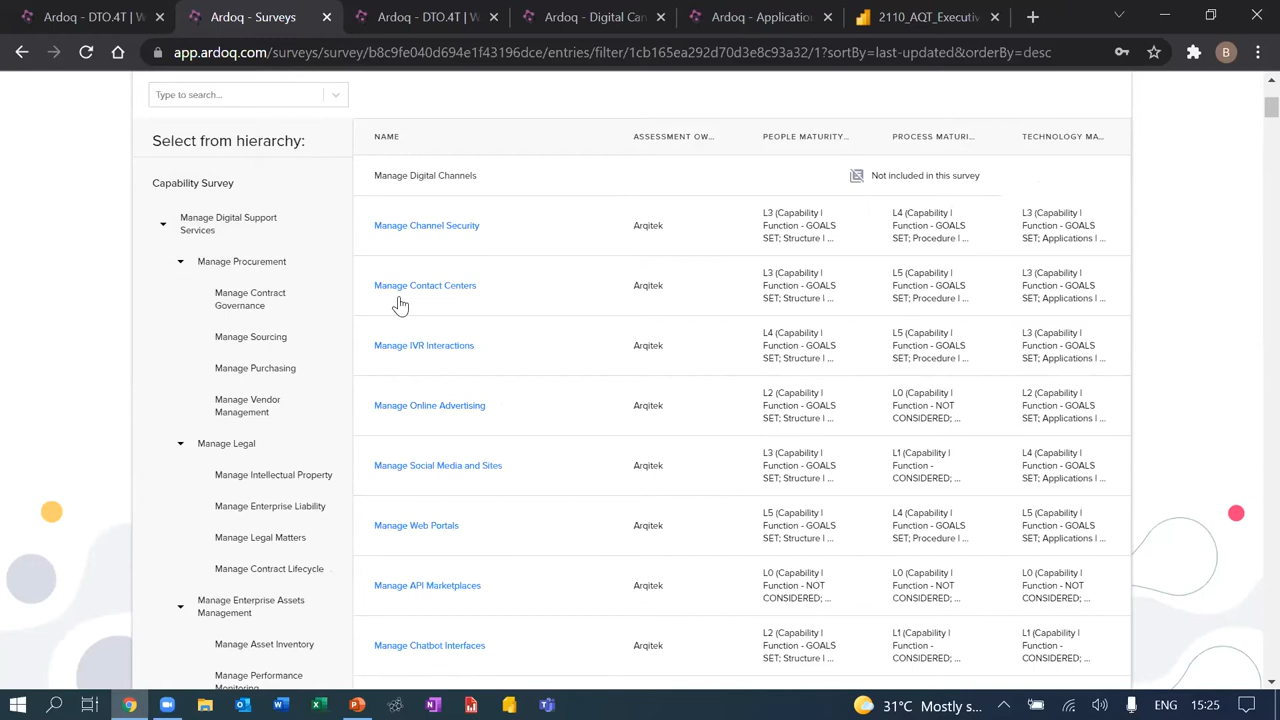 Ardoq - DTO.4T | W
Ardoq - Surveys
Ardoq - DTO.4T | W
Ardoq - Digital Can
Ardoq - Applicatio
2110_AQT_Executiv
app.ardoq.com/surveys/survey/b8c9fe040d694e1f43196dce/entries/filter/1cb165ea292d70d3e8c93a32/1?sortBy=last-updated&orderBy=desc
B
Type to search...
Select from hierarchy:
Capability Survey
Manage Digital Support
Services
Manage Procurement
Manage Contract
Governance
Manage Sourcing
Manage Purchasing
Manage Vendor
Management
Manage Legal
Manage Intellectual Property
Manage Enterprise Liability
Manage Legal Matters
Manage Contract Lifecycle
Manage Enterprise Assets
Management
Manage Asset Inventory
Manage Performance
Monitoring
NAME ASSESSMENT OW... PEOPLE MATURITY... PROCESS MATURI... TECHNOLOGY MA...
Manage Digital Channels Not included in this survey
L3 (Capability | L4 (Capability | L3 (Capability |
Manage Channel Security Arqitek Function - GOALS Function - GOALS Function - GOALS
SET; Structure | ... SET; Procedure | ... SET; Applications | ...
L3 (Capability | L5 (Capability | L3 (Capability |
Manage Contact Centers Arqitek Function - GOALS Function - GOALS Function - GOALS
SET; Structure | ... SET; Procedure | ... SET; Applications | ...
L4 (Capability | L5 (Capability | L3 (Capability |
Manage IVR Interactions Arqitek Function - GOALS Function - GOALS Function - GOALS
SET; Structure | ... SET; Procedure | ... SET; Applications | ...
L2 (Capability | L0 (Capability | L2 (Capability |
Manage Online Advertising Arqitek Function - GOALS Function - NOT Function - GOALS
SET; Structure | ... CONSIDERED; ... SET; Applications | ...
L3 (Capability | L1 (Capability | L4 (Capability |
Manage Social Media and Sites Arqitek Function - GOALS Function - Function - GOALS
SET; Structure | ... CONSIDERED; ... SET; Applications | ...
L5 (Capability | L4 (Capability | L5 (Capability |
Manage Web Portals Arqitek Function - GOALS Function - GOALS Function - GOALS
SET; Structure | ... SET; Procedure | ... SET; Applications | ...
L0 (Capability | L0 (Capability | L0 (Capability |
Manage API Marketplaces Arqitek Function - NOT Function - NOT Function - NOT
CONSIDERED; ... CONSIDERED; ... CONSIDERED; ...
L2 (Capability | L1 (Capability | L1 (Capability |
Manage Chatbot Interfaces Arqitek Function - GOALS Function - Function -
SET; Structure | ... CONSIDERED; ... CONSIDERED; ...
31°C Mostly s... ENG 15:25